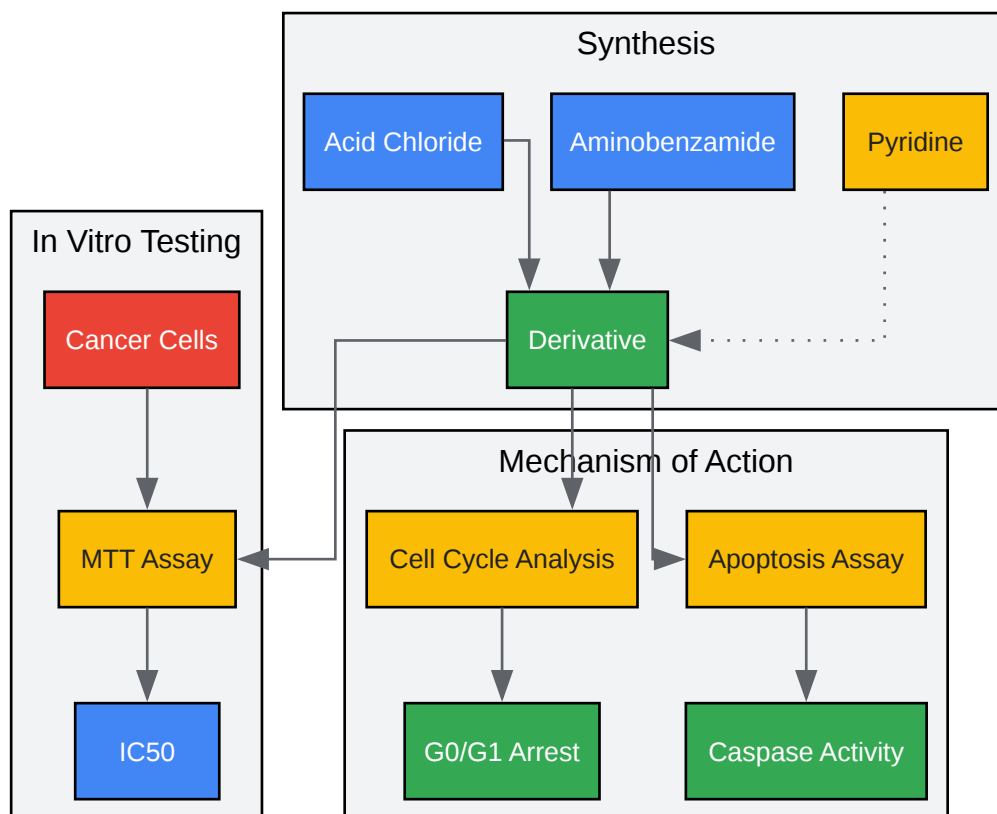 Synthesis
Acid Chloride
Aminobenzamide
Pyridine
Derivative
In Vitro Testing
Cancer Cells
MTT Assay
IC50
Mechanism of Action
Cell Cycle Analysis
Apoptosis Assay
G0/G1 Arrest
Caspase Activity